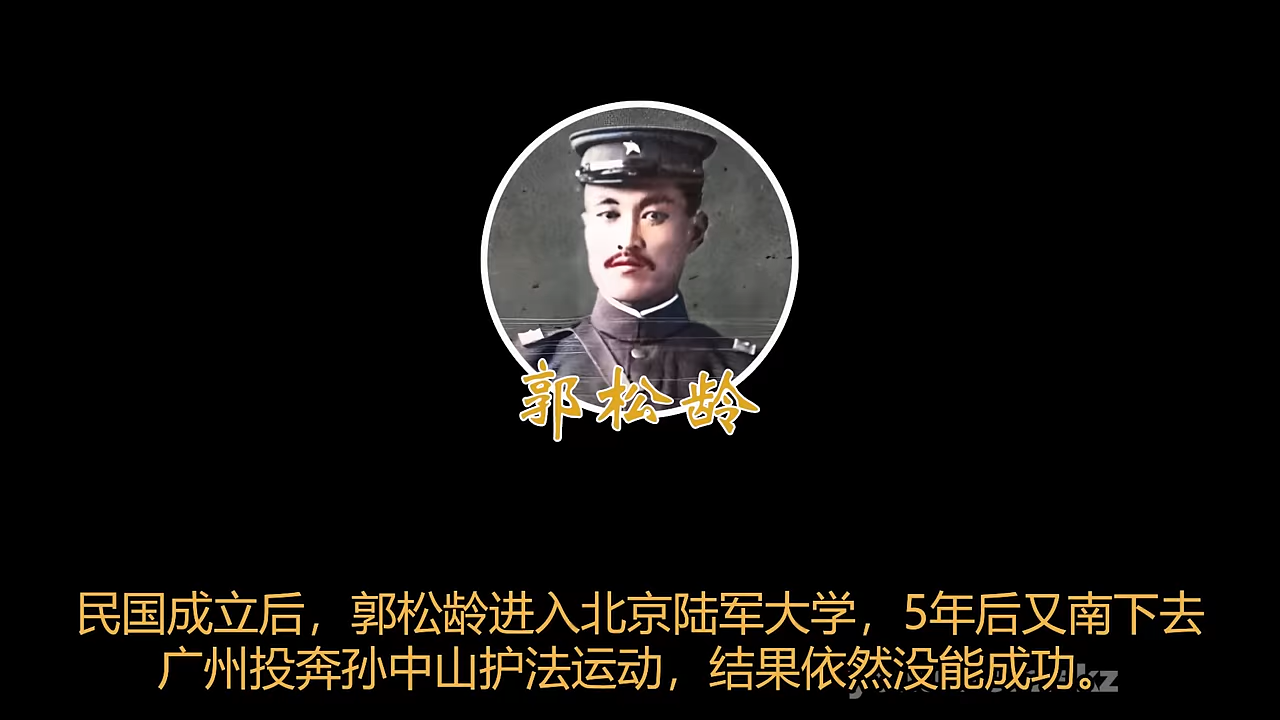 郭松龄
民国成立后，郭松龄进入北京陆军大学，5年后又南下去
广州投奔孙中山护法运动，结果依然没能成功。